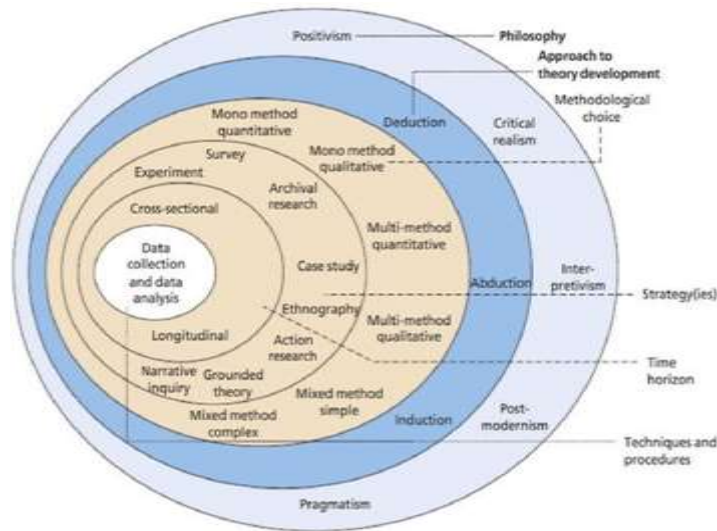 Positivism
Philosophy
Approach to
theory development
Methodological
choice
Mono method
quantitative
Deduction
Critical
realism
Survey
Mono method
qualitative
Experiment
Archival
research
Cross-sectional
Multi-method
quantitative
Data
collection
and data
analysis
Case study
Abduction
Inter-
pretivism
Strategy(ies)
Ethnography
Multi-method
qualitative
Longitudinal
Action
research
Time
horizon
Narrative
inquiry
Grounded
theory
Mixed method
simple
Mixed method
complex
Induction
Post-
modernism
Techniques and
procedures
Pragmatism